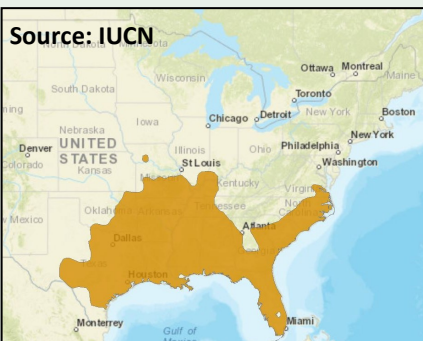 Source: IUCN
North Dakota
Minnesota
Ottawa
Montreal
Maine
Wisconsin
South Dakota
Toronto
Iowa
Chicago
Detroit
New York
Boston
Nebraska
New York
Denver
UNITED
STATES
Illinois
Ohio
Philadelphia
Washington
Colorado
Kansas
St Louis
Kentucky
Virginia
Oklahoma
Arkansas
Tennessee
North
Atlanta
Dallas
Texas
Houston
Monterrey
Miami
Gulf of